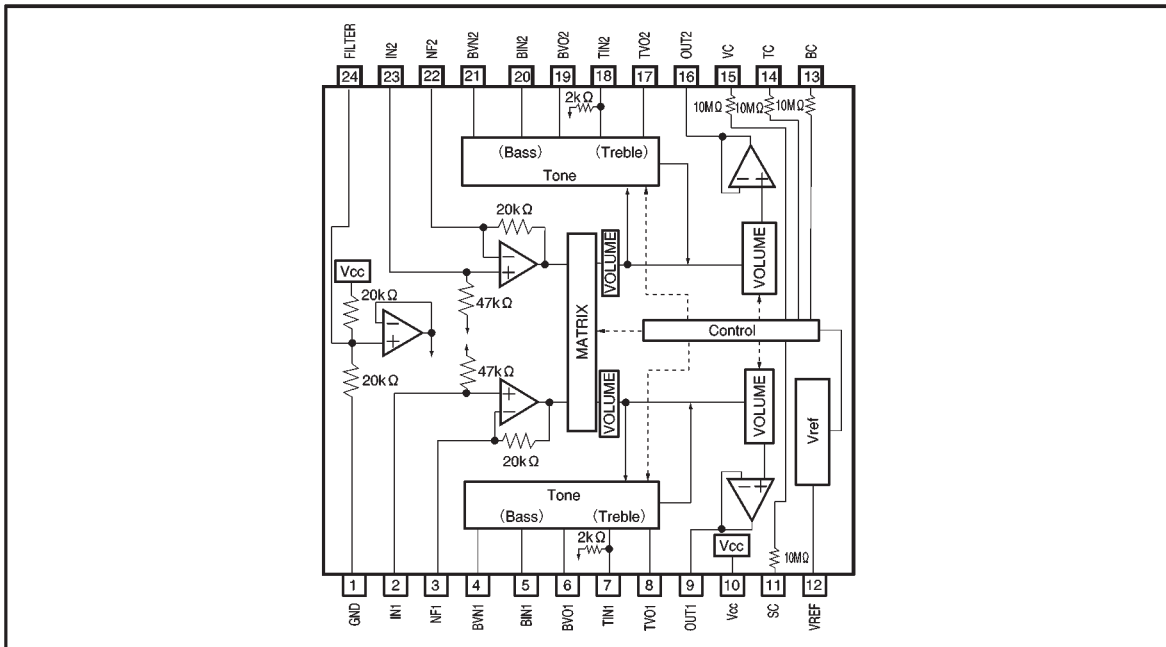 FILTER IN2 NF2 BVN2 BIN2 BVO2 TIN2 TVO2 OUT2 VC TC BC
24 23 22 21 20 19 18 17 16 15 14 13
2kΩ
10MΩ 10MΩ 10MΩ
(Bass) (Treble)
Tone
20kΩ
− +
− +
VOLUME
VOLUME
Vcc
20kΩ
47kΩ
− +
MATRIX
Control
20kΩ
47kΩ
+ −
VOLUME
VOLUME
20kΩ
Vref
Tone
(Bass) (Treble)
− +
2kΩ
Vcc
10MΩ
1 2 3 4 5 6 7 8 9 10 11 12
GND IN1 NF1 BVN1 BIN1 BVO1 TIN1 TVO1 OUT1 Vcc SC VREF